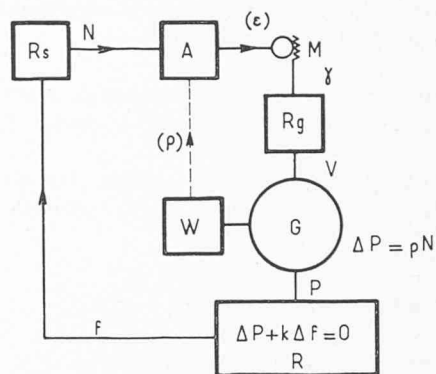 (ε)
Rs N A M
γ
Rg
(ρ)
V
W G
ΔP = ρN
P
f ΔP + kΔf = 0
R